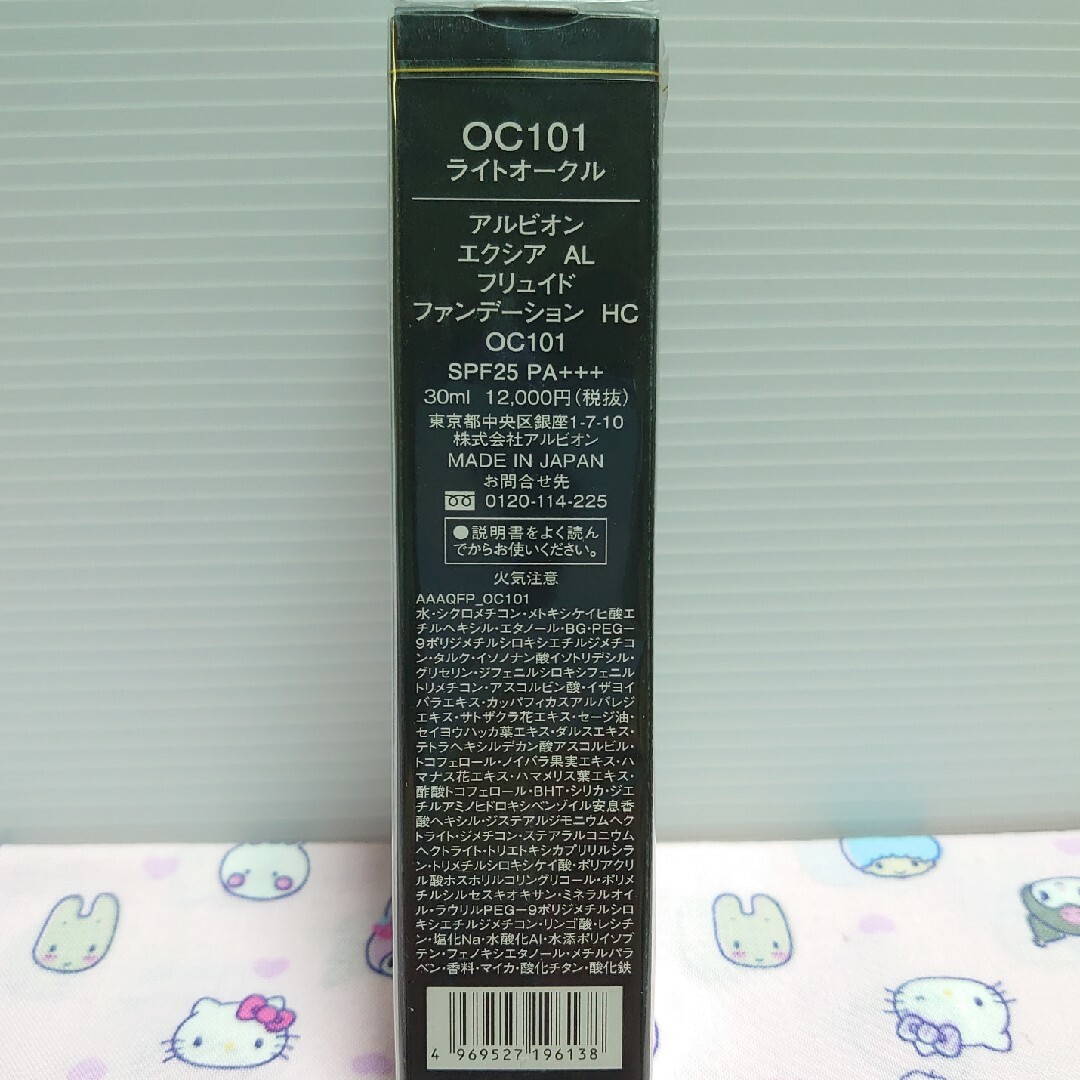 OC101
ライトオークル
アルビオン
エクシア AL
フリュイド
ファンデーション HC
OC101
SPF25 PA+++
30ml 12,000円(税抜)
東京都中央区銀座1-7-10
株式会社アルビオン
MADE IN JAPAN
お問合せ先
0120-114-225
●説明書をよく読ん
でからお使いください。
火気注意
AAAQFP_OC101
水・シクロメチコン・メトキシケイヒ酸エ
チルヘキシル・エタノール・BG・PEG-
9ポリジメチルシロキシエチルジメチコ
ン・タルク・イソノナン酸イソトリデシル・
グリセリン・ジフェニルシロキシフェニル
トリメチコン・アスコルビン酸・イザヨイ
バラエキス・カッパフィカスアルバレジ
エキス・サトザクラ花エキス・セージ油・
セイヨウハッカ葉エキス・ダルスエキス・
テトラヘキシルデカン酸アスコルビル・
トコフェロール・ノイバラ果実エキス・ハ
マナス花エキス・ハマメリス葉エキス・
酢酸トコフェロール・BHT・シリカ・ジエ
チルアミノヒドロキシベンゾイル安息香
酸ヘキシル・ジステアルジモニウムヘクト
ライト・ジメチコン・ステアラルコニウム
ヘクトライト・トリエトキシカプリリルシラ
ン・トリメチルシロキシケイ酸・ポリアクリ
ル酸ホスホリルコリングリコール・ポリメ
チルシルセスキオキサン・ミネラルオイ
ル・ラウリルPEG-9ポリジメチルシロ
キシエチルジメチコン・リンゴ酸・レシチ
ン・塩化Na・水酸化Al・水添ポリイソブ
テン・フェノキシエタノール・メチルパラ
ベン・香料・マイカ・酸化チタン・酸化鉄
4 969527 196138